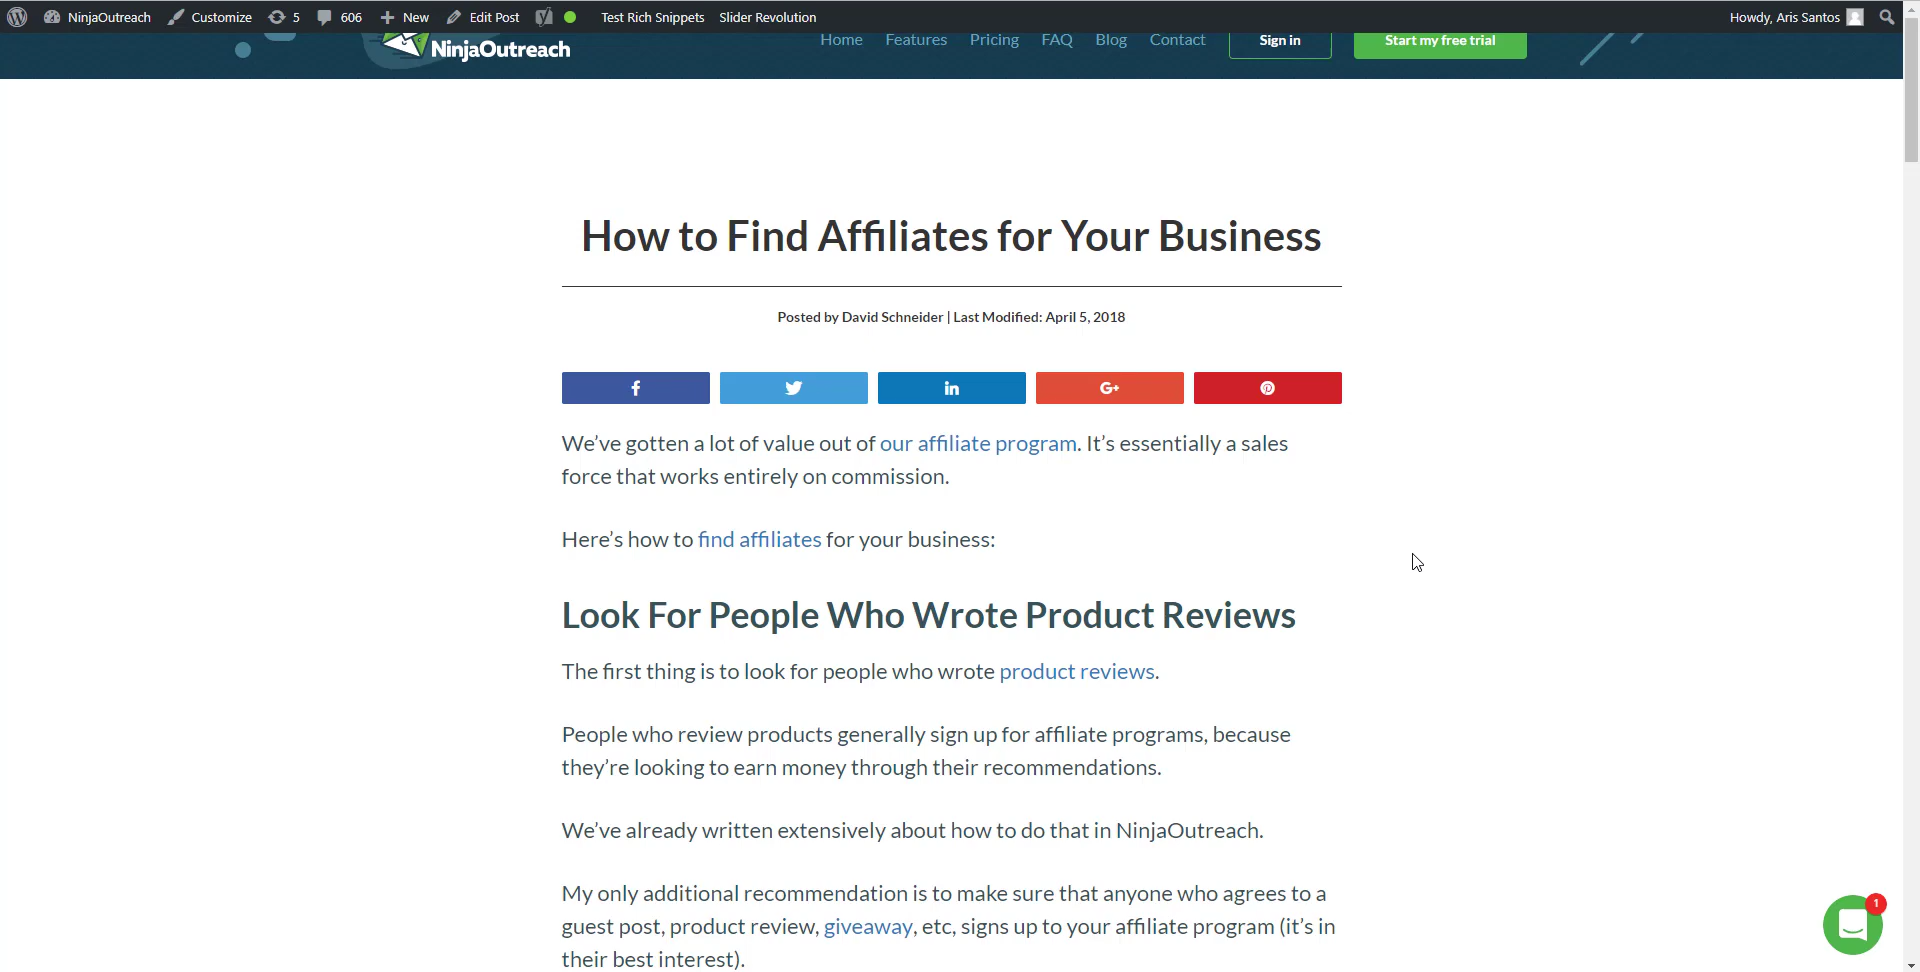 NinjaOutreach Customize 5 606 New Edit Post Test Rich Snippets Slider Revolution Howdy, Aris Santos
NinjaOutreach Home Features Pricing FAQ Blog Contact Sign in Start my free trial
How to Find Affiliates for Your Business
Posted by David Schneider | Last Modified: April 5, 2018
We’ve gotten a lot of value out of our affiliate program. It’s essentially a sales
force that works entirely on commission.
Here’s how to find affiliates for your business:
Look For People Who Wrote Product Reviews
The first thing is to look for people who wrote product reviews.
People who review products generally sign up for affiliate programs, because
they’re looking to earn money through their recommendations.
We’ve already written extensively about how to do that in NinjaOutreach.
My only additional recommendation is to make sure that anyone who agrees to a
guest post, product review, giveaway, etc, signs up to your affiliate program (it’s in
their best interest).
1